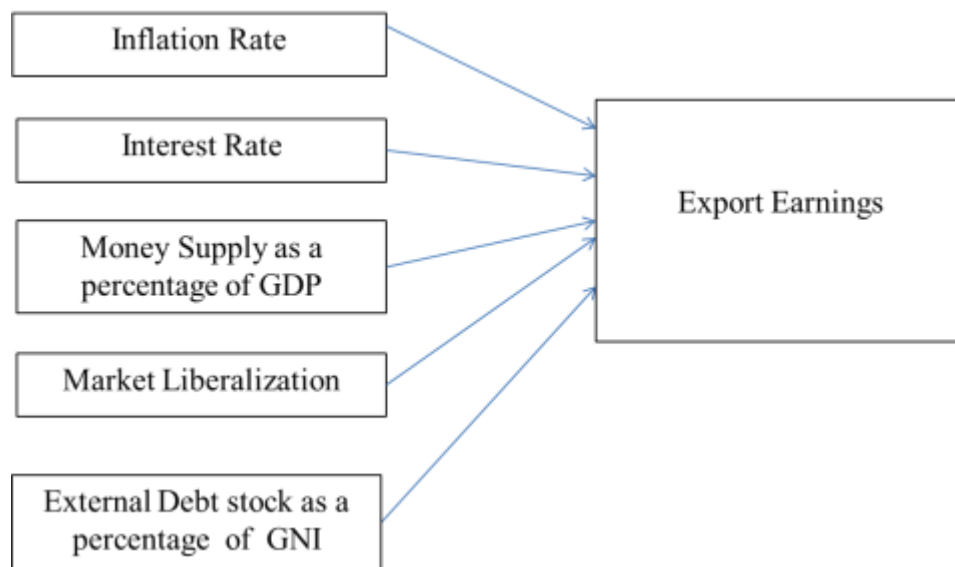 Inflation Rate
Interest Rate
Money Supply as a
percentage of GDP
Market Liberalization
External Debt stock as a
percentage of GNI
Export Earnings